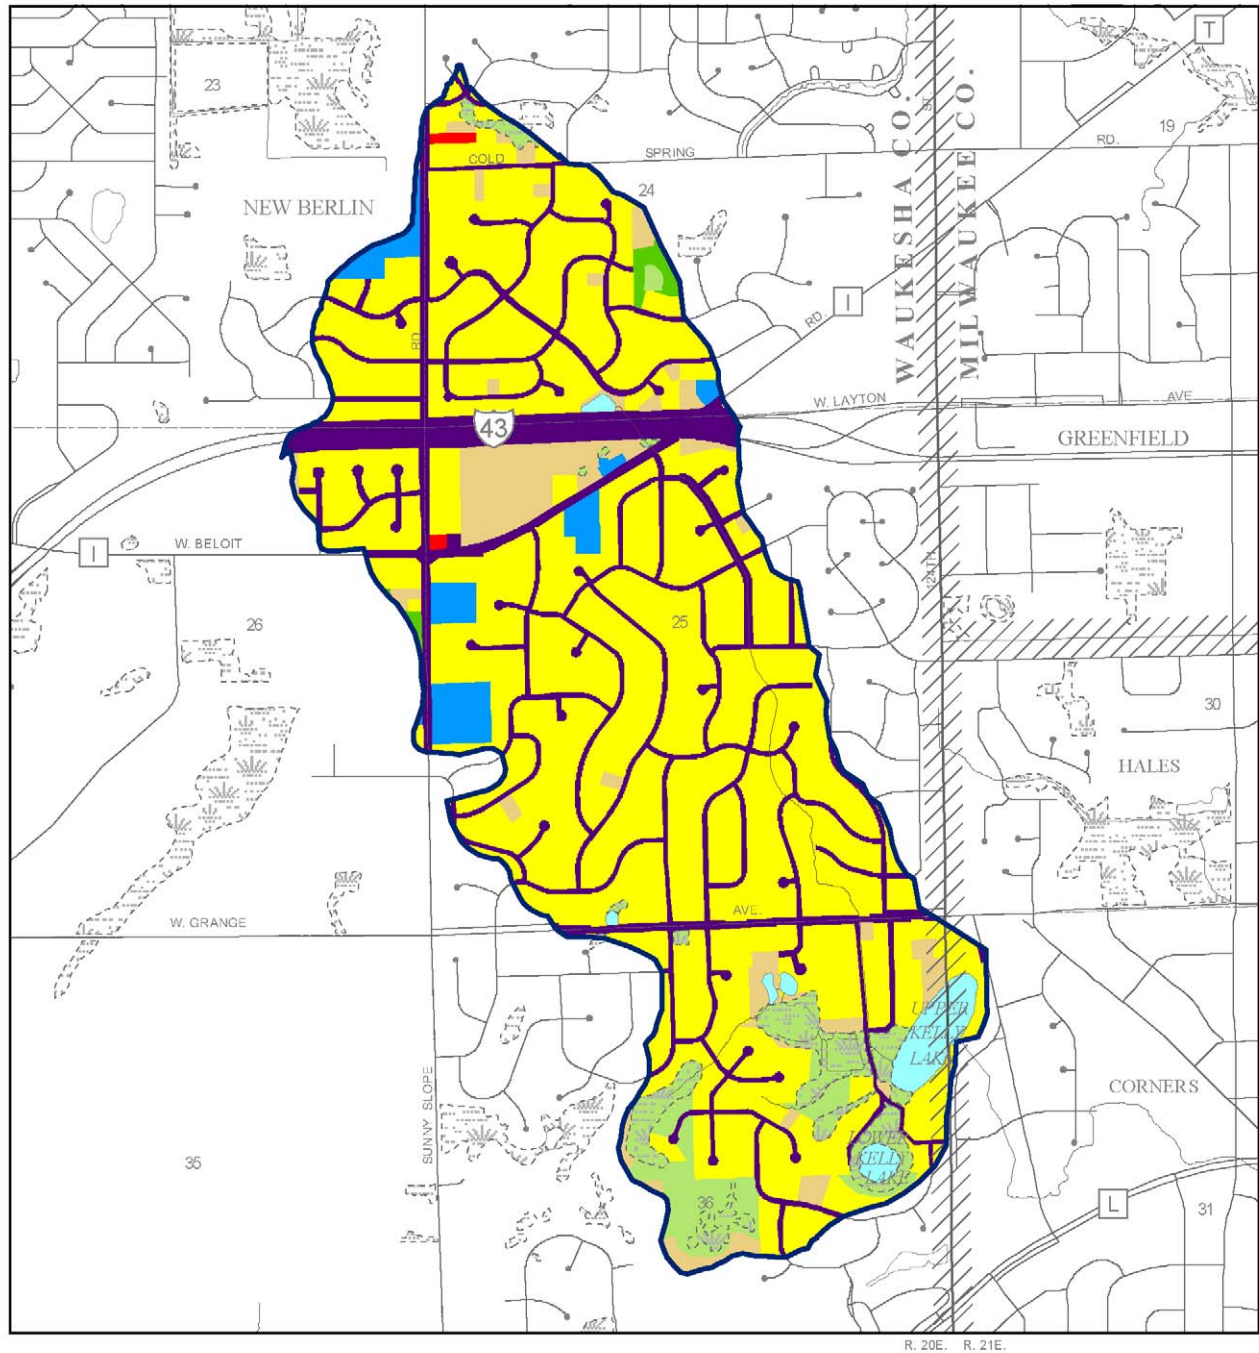 T
23
19
RD.
COLD
SPRING
24
NEW BERLIN
WAUKESHA CO.
124TH ST
MILWAUKEE CO.
I
RD.
RD.
W. LAYTON
AVE
43
GREENFIELD
I
W. BELOIT
26
25
30
HALES
W. GRANGE
AVE.
UPPER
KELLY
LAKE
SUNNY SLOPE
CORNERS
LOWER
KELLY
LAKE
35
36
L
31
R. 20E.
R. 21E.